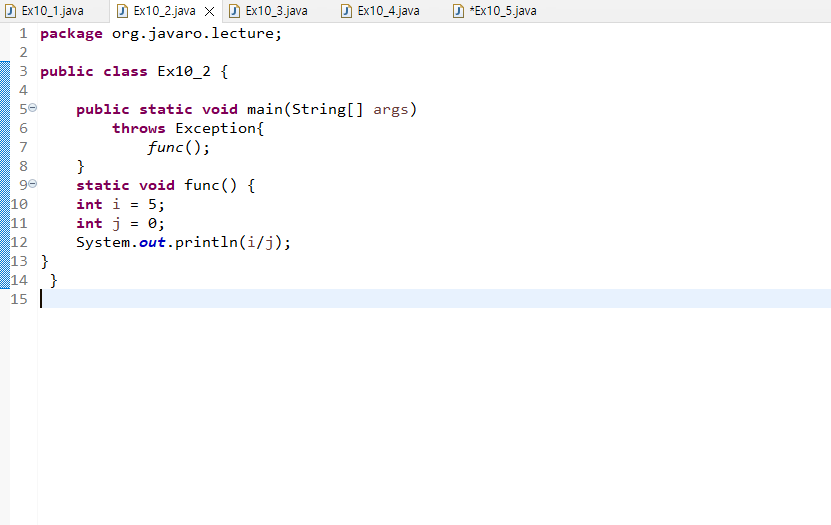 Ex10_1.java Ex10_2.java Ex10_3.java Ex10_4.java *Ex10_5.java
1 package org.javaro.lecture;
2
3 public class Ex10_2 {
4
5 public static void main(String[] args)
6 throws Exception{
7 func();
8 }
9 static void func() {
10 int i = 5;
11 int j = 0;
12 System.out.println(i/j);
13 }
14 }
15